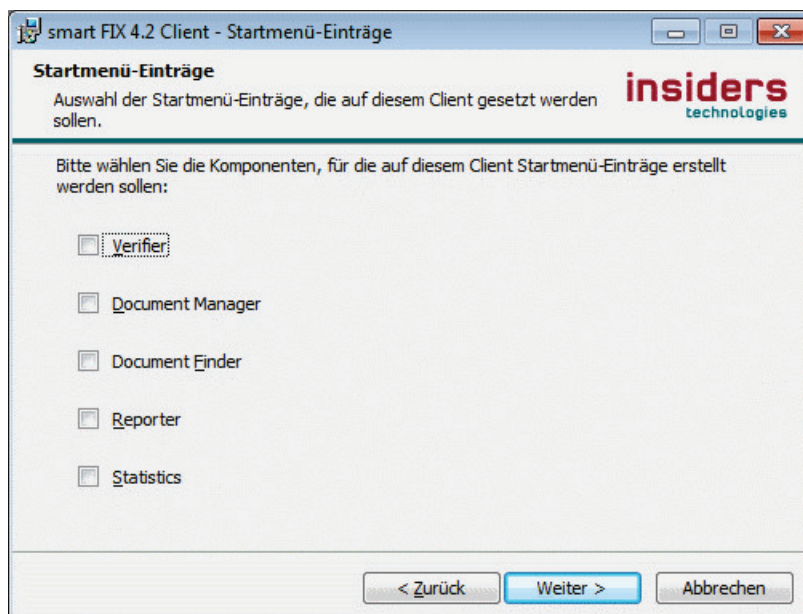 smart FIX 4.2 Client - Startmenü-Einträge
Startmenü-Einträge
Auswahl der Startmenü-Einträge, die auf diesem Client gesetzt werden
sollen.
insiders
technologies
Bitte wählen Sie die Komponenten, für die auf diesem Client Startmenü-Einträge erstellt
werden sollen:
Verifier
Document Manager
Document Finder
Reporter
Statistics
< Zurück
Weiter >
Abbrechen